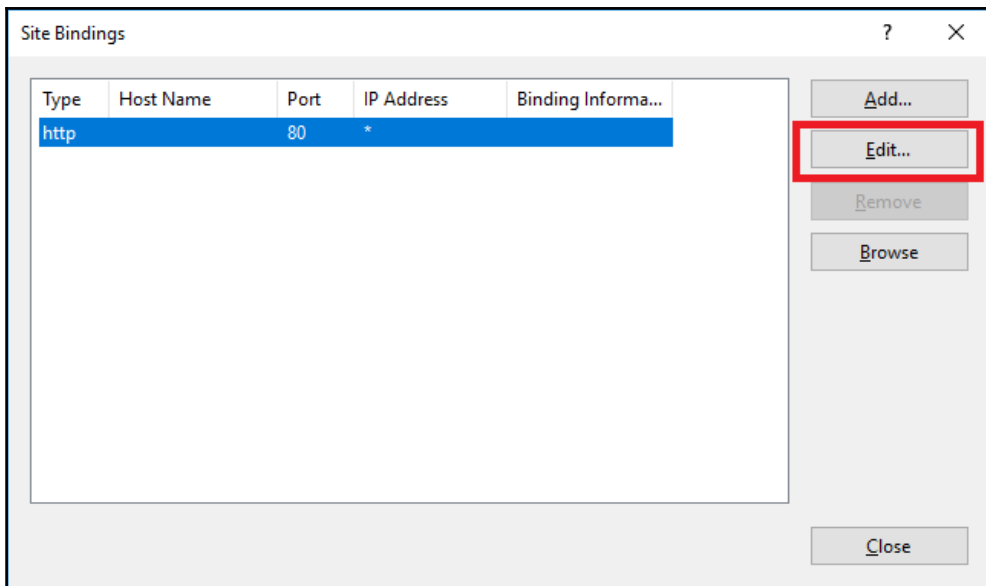 Site Bindings ? ×
Type Host Name Port IP Address Binding Informa...
http 80 *
Add...
Edit...
Remove
Browse
Close